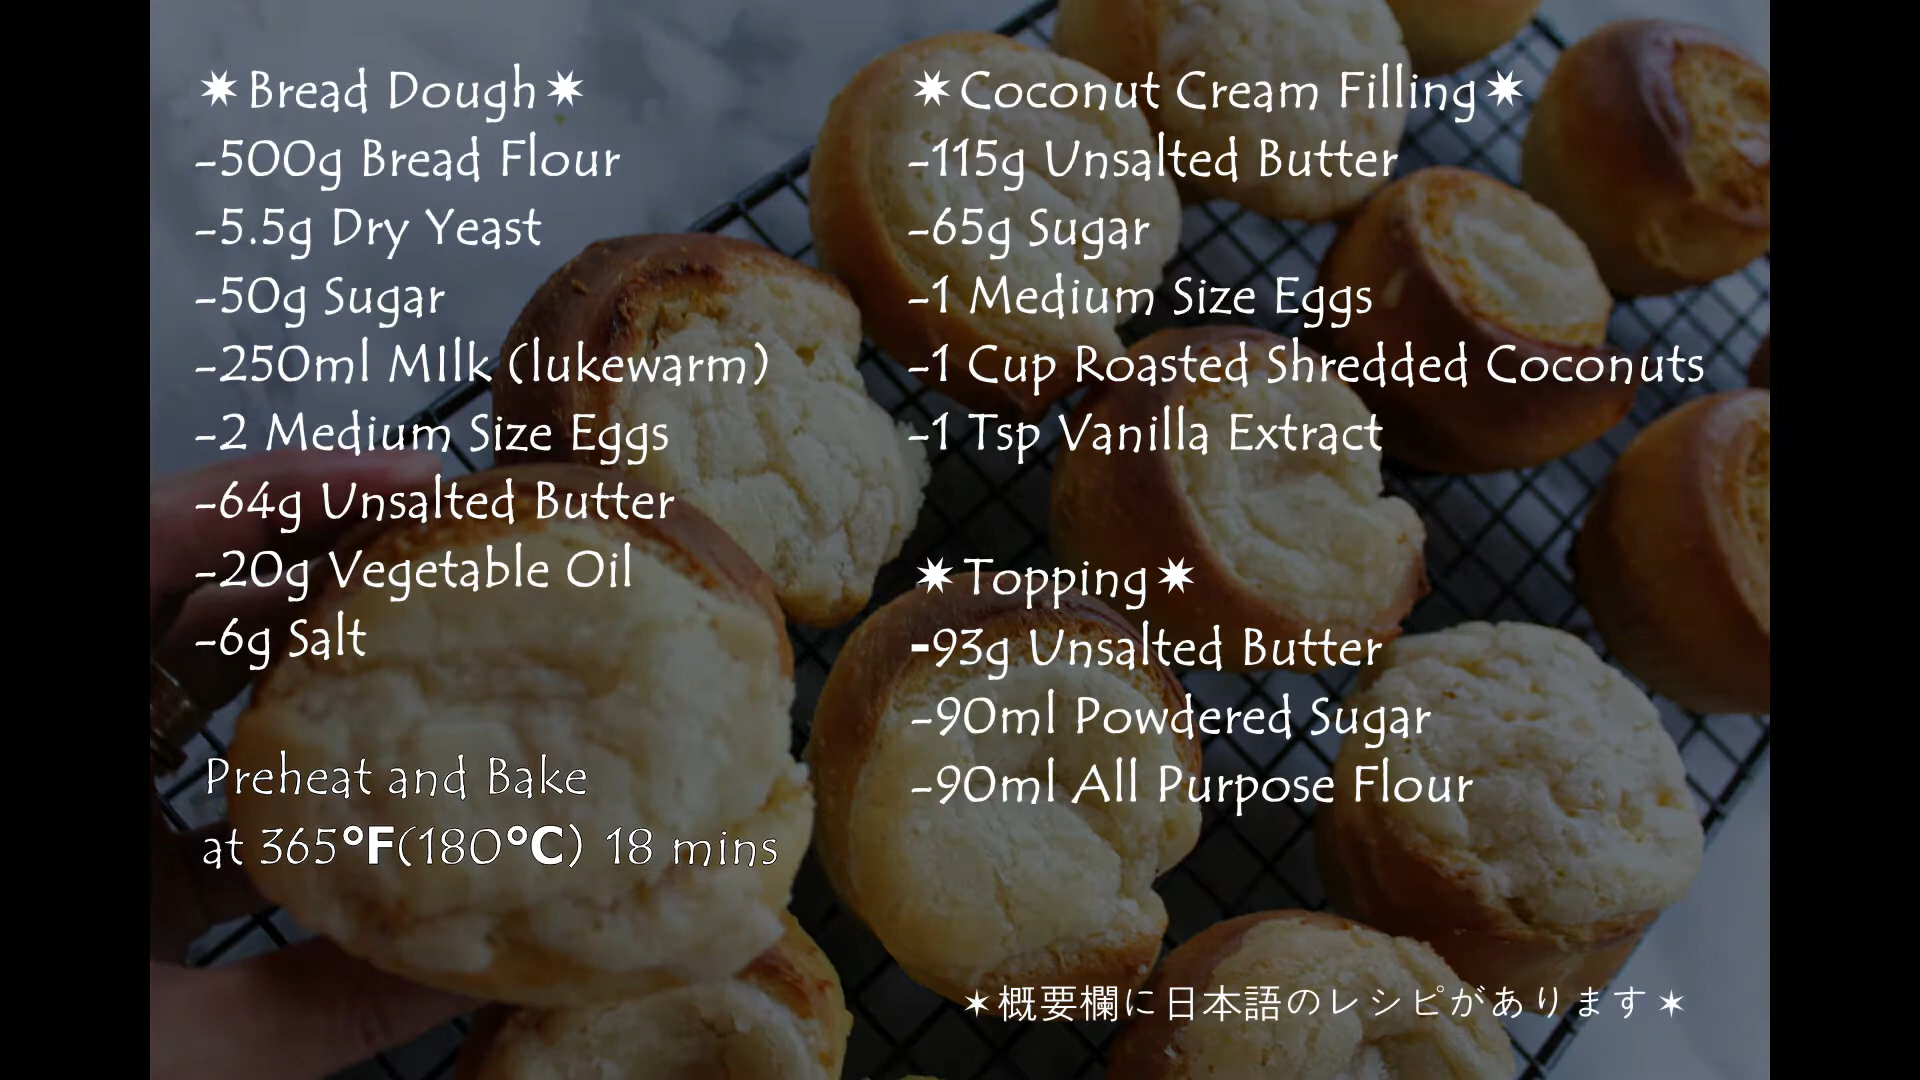 ✷Bread Dough✷
-500g Bread Flour
-5.5g Dry Yeast
-50g Sugar
-250ml MIlk (lukewarm)
-2 Medium Size Eggs
-64g Unsalted Butter
-20g Vegetable Oil
-6g Salt
Preheat and Bake
at 365°F(180°C) 18 mins
✷Coconut Cream Filling✷
-115g Unsalted Butter
-65g Sugar
-1 Medium Size Eggs
-1 Cup Roasted Shredded Coconuts
-1 Tsp Vanilla Extract
✷Topping✷
-93g Unsalted Butter
-90ml Powdered Sugar
-90ml All Purpose Flour
✶概要欄に日本語のレシピがあります✶